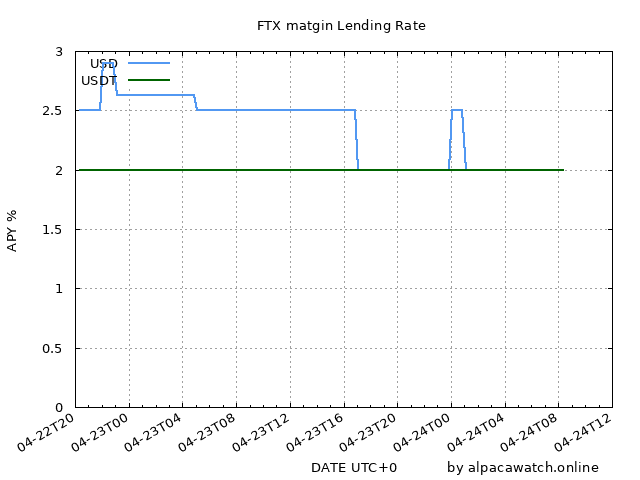 FTX matgin Lending Rate
3
USD
USDT
2.5
2
1.5
APY %
1
0.5
0
04-22T20
04-23T00
04-23T04
04-23T08
04-23T12
04-23T16
04-23T20
04-24T00
04-24T04
04-24T08
04-24T12
DATE UTC+0
by alpacawatch.online